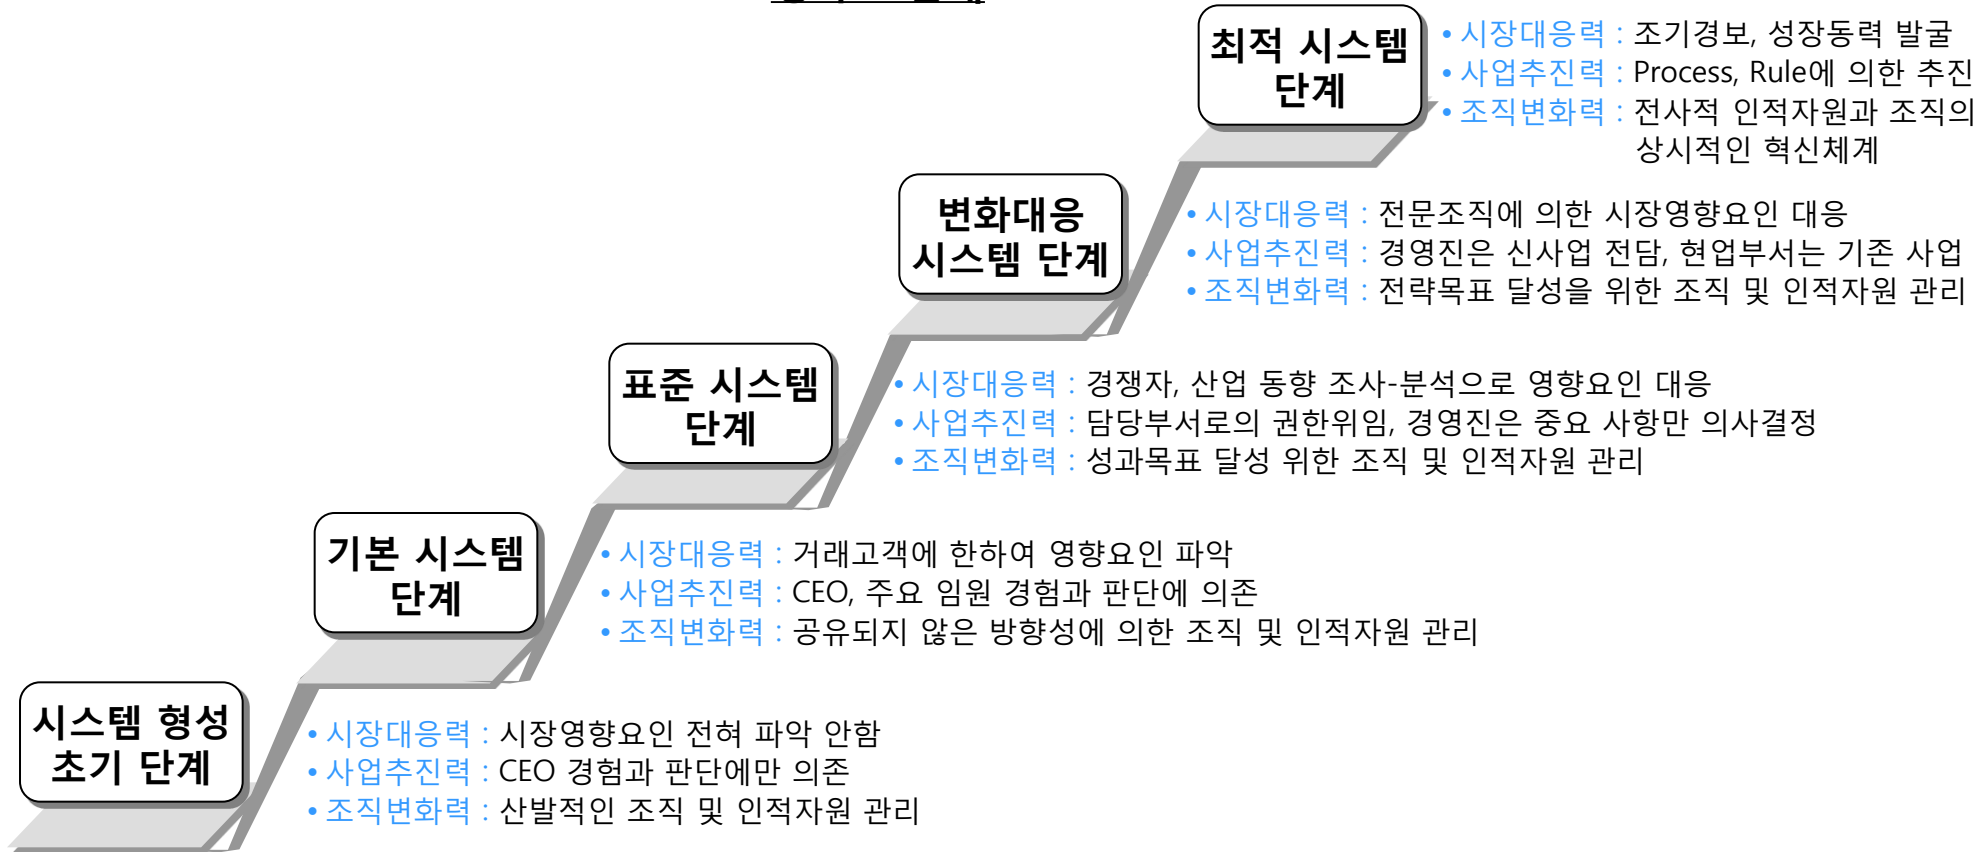 최적 시스템
단계
• 시장대응력 : 조기경보, 성장동력 발굴
• 사업추진력 : Process, Rule에 의한 추진
• 조직변화력 : 전사적 인적자원과 조직의
상시적인 혁신체계
변화대응
시스템 단계
• 시장대응력 : 전문조직에 의한 시장영향요인 대응
• 사업추진력 : 경영진은 신사업 전담, 현업부서는 기존 사업
• 조직변화력 : 전략목표 달성을 위한 조직 및 인적자원 관리
표준 시스템
단계
• 시장대응력 : 경쟁자, 산업 동향 조사-분석으로 영향요인 대응
• 사업추진력 : 담당부서로의 권한위임, 경영진은 중요 사항만 의사결정
• 조직변화력 : 성과목표 달성 위한 조직 및 인적자원 관리
기본 시스템
단계
• 시장대응력 : 거래고객에 한하여 영향요인 파악
• 사업추진력 : CEO, 주요 임원 경험과 판단에 의존
• 조직변화력 : 공유되지 않은 방향성에 의한 조직 및 인적자원 관리
시스템 형성
초기 단계
• 시장대응력 : 시장영향요인 전혀 파악 안함
• 사업추진력 : CEO 경험과 판단에만 의존
• 조직변화력 : 산발적인 조직 및 인적자원 관리